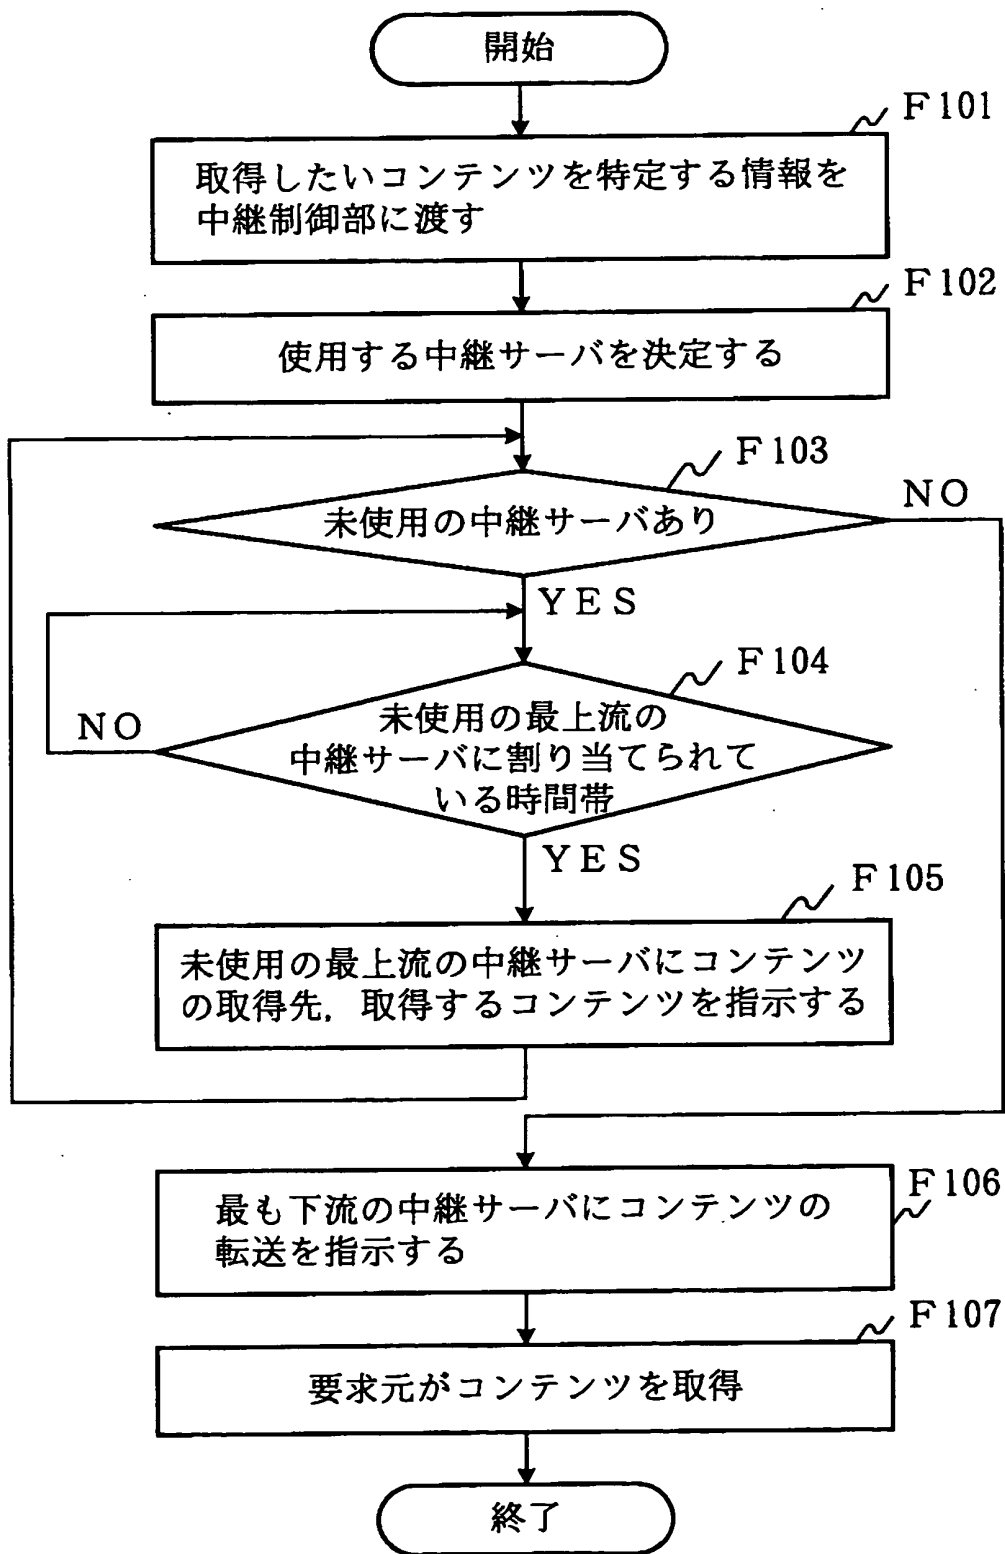 開始
F101
取得したいコンテンツを特定する情報を
中継制御部に渡す
F102
使用する中継サーバを決定する
F103
未使用の中継サーバあり
NO
YES
F104
未使用の最上流の
中継サーバに割り当てられて
いる時間帯
NO
YES
F105
未使用の最上流の中継サーバにコンテンツ
の取得先，取得するコンテンツを指示する
F106
最も下流の中継サーバにコンテンツの
転送を指示する
F107
要求元がコンテンツを取得
終了